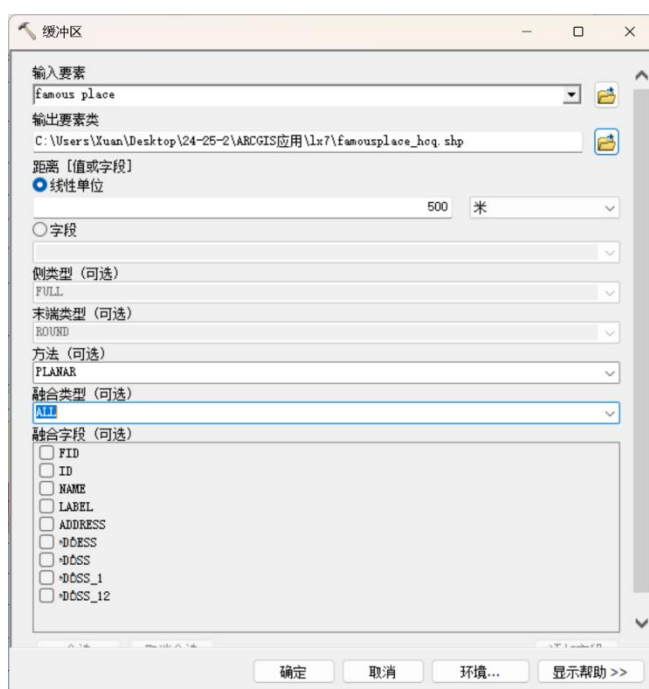 缓冲区
输入要素
famous place
输出要素类
C:\Users\Xuan\Desktop\24-25-2\ARCGIS应用\lx7\famousplace_hcq.shp
距离 [值或字段]
线性单位
500 米
字段
侧类型 (可选)
FULL
末端类型 (可选)
ROUND
方法 (可选)
PLANAR
融合类型 (可选)
ALL
融合字段 (可选)
FID
ID
NAME
LABEL
ADDRESS
确定 取消 环境... 显示帮助 >>